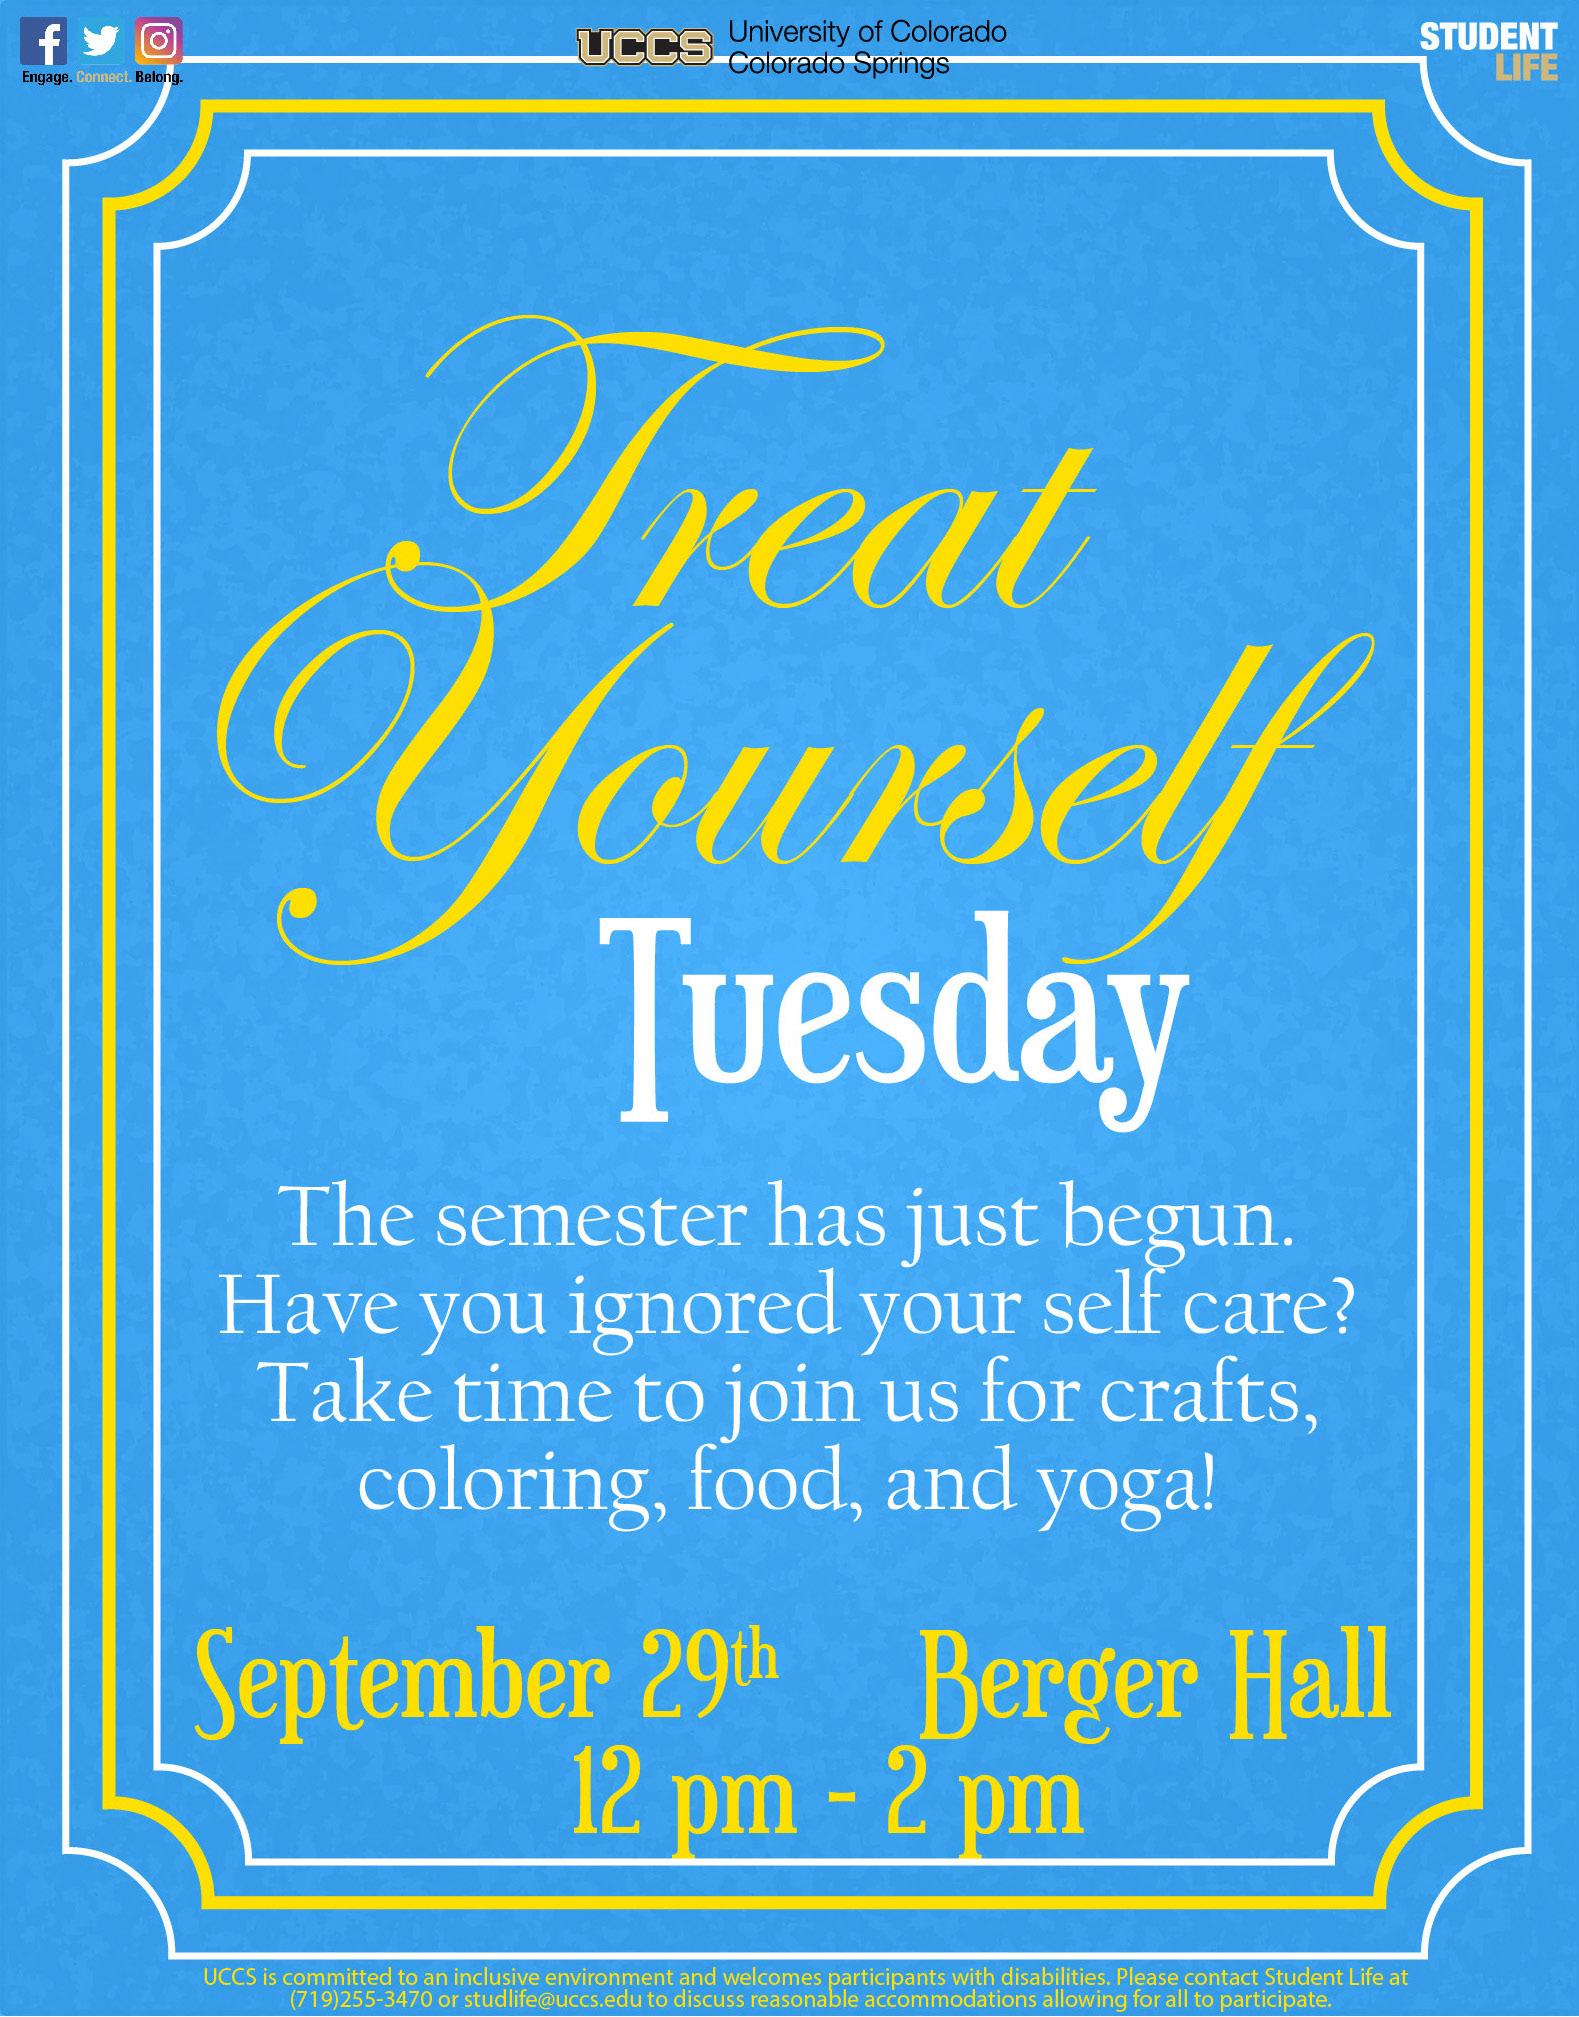 Engage. Connect. Belong.
UCCS
University of Colorado
Colorado Springs
STUDENT
LIFE
Treat
Yourself
Tuesday
The semester has just begun.
Have you ignored your self care?
Take time to join us for crafts,
coloring, food, and yoga!
September 29th Berger Hall
12 pm - 2 pm
UCCS is committed to an inclusive environment and welcomes participants with disabilities. Please contact Student Life at
(719)255-3470 or studlife@uccs.edu to discuss reasonable accommodations allowing for all to participate.